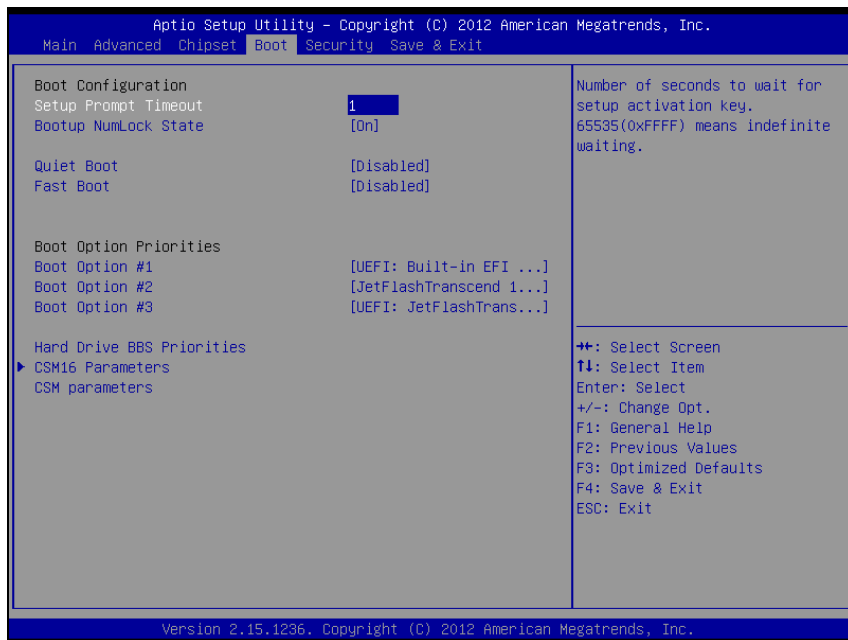 Aptio Setup Utility – Copyright (C) 2012 American Megatrends, Inc.
Main Advanced Chipset Boot Security Save & Exit
Boot Configuration
Setup Prompt Timeout 1
Bootup NumLock State [On]
Quiet Boot [Disabled]
Fast Boot [Disabled]
Boot Option Priorities
Boot Option #1 [UEFI: Built-in EFI ...]
Boot Option #2 [JetFlashTranscend 1...]
Boot Option #3 [UEFI: JetFlashTrans...]
Hard Drive BBS Priorities
CSM16 Parameters
CSM parameters
Number of seconds to wait for
setup activation key.
65535(0xFFFF) means indefinite
waiting.
→←: Select Screen
↑↓: Select Item
Enter: Select
+/-: Change Opt.
F1: General Help
F2: Previous Values
F3: Optimized Defaults
F4: Save & Exit
ESC: Exit
Version 2.15.1236. Copyright (C) 2012 American Megatrends, Inc.